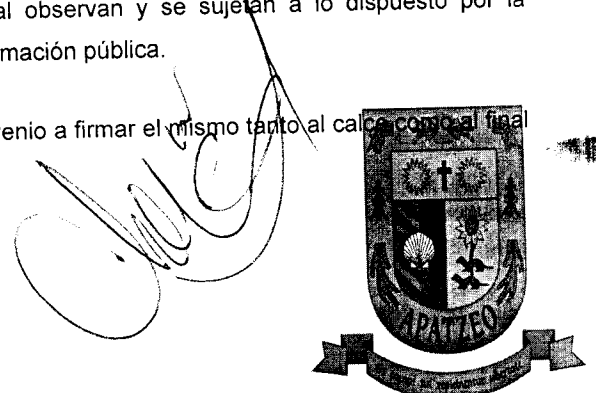 al observan y se sujetan a lo dispuesto por la
mación pública.
enio a firmar el mismo tanto al calce como al final
APATZEO